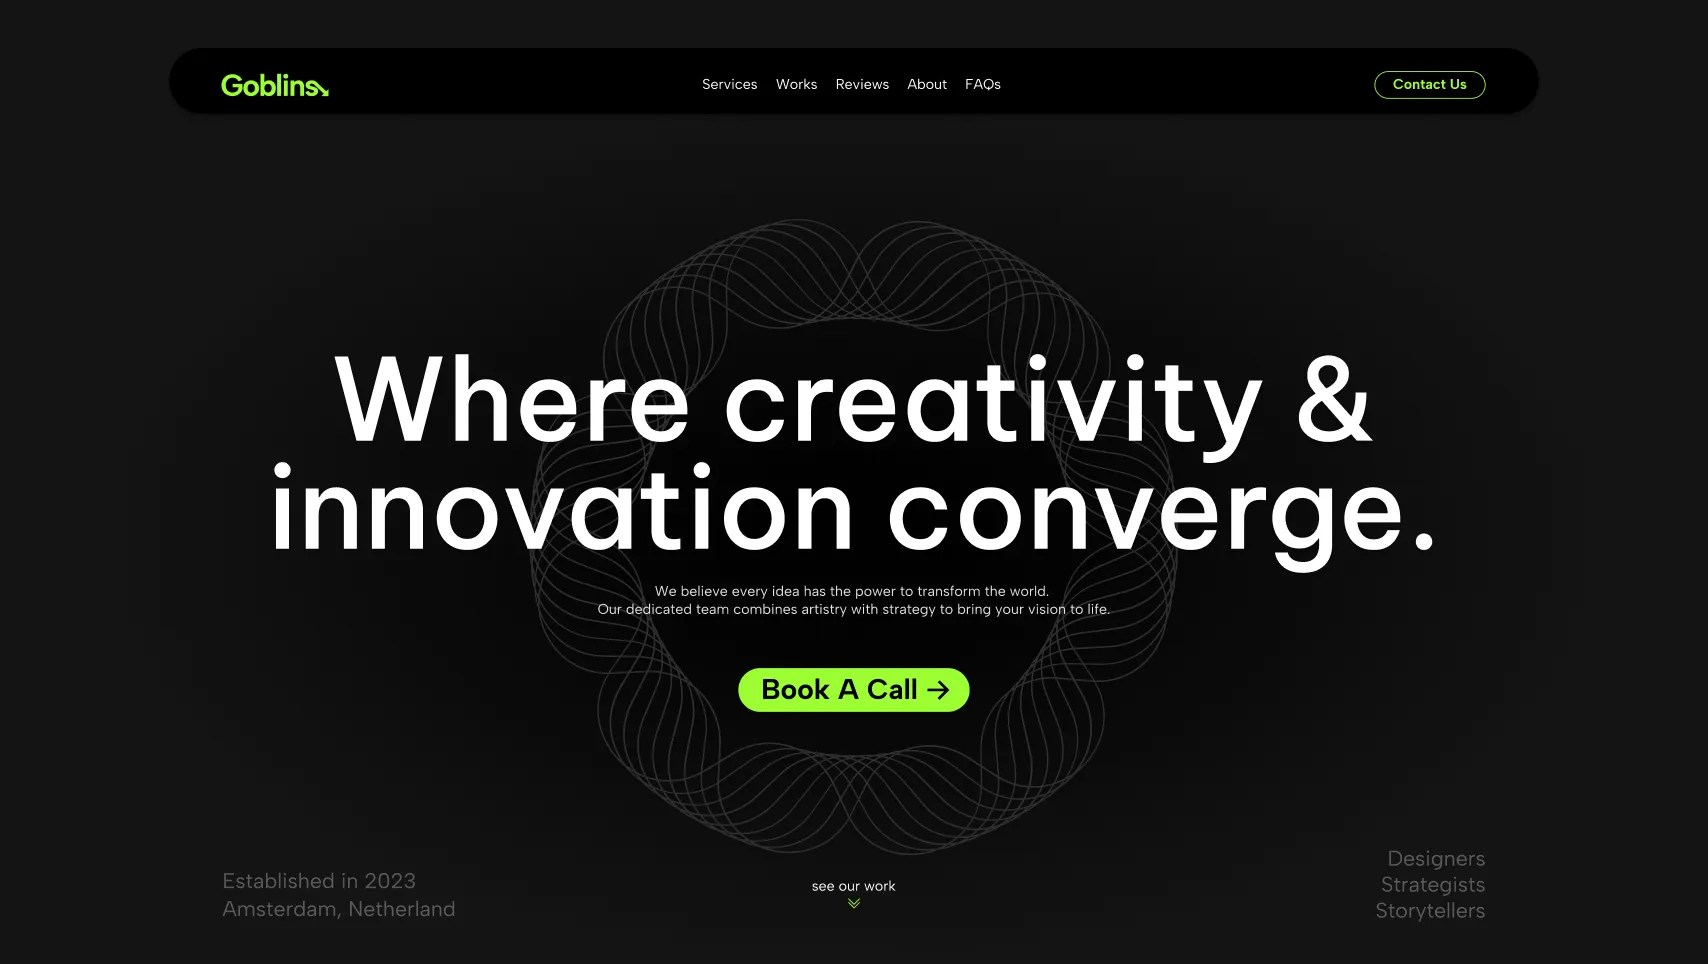 Goblins
Services Works Reviews About FAQs
Contact Us
Where creativity &
innovation converge.
We believe every idea has the power to transform the world.
Our dedicated team combines artistry with strategy to bring your vision to life.
Book A Call →
Established in 2023
Amsterdam, Netherland
see our work
Designers
Strategists
Storytellers